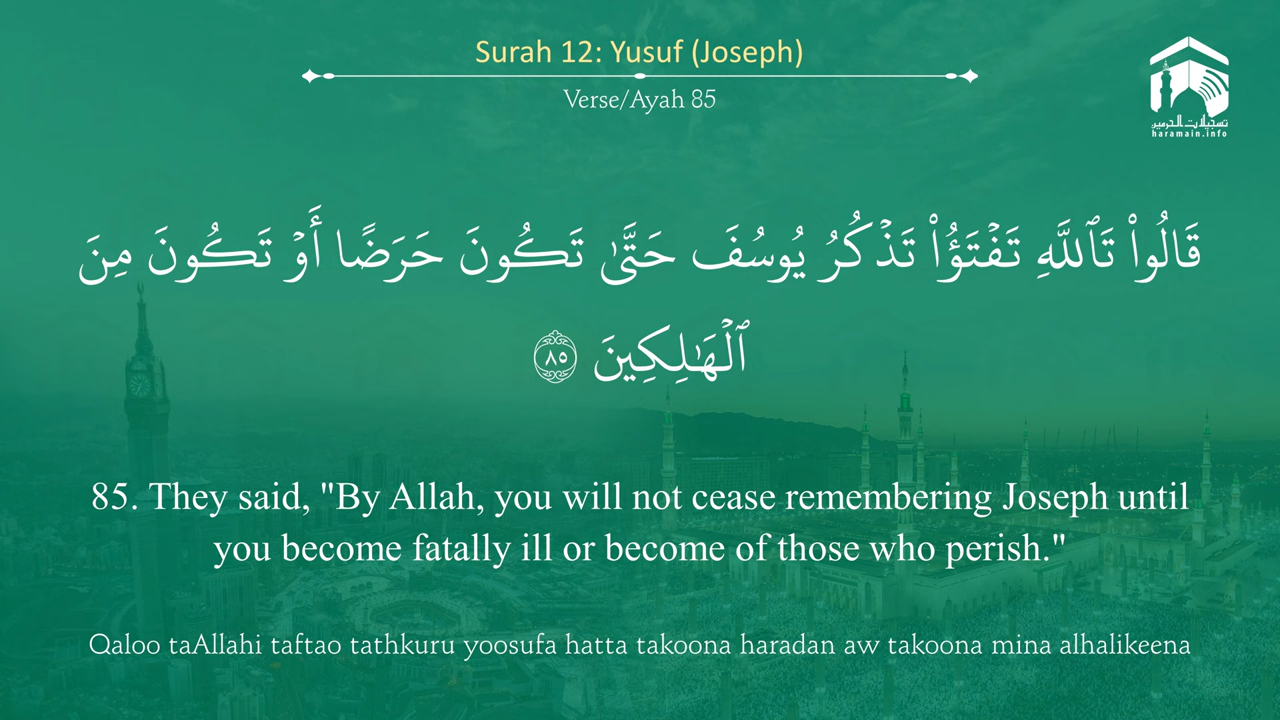 Surah 12: Yusuf (Joseph)
Verse/Ayah 85
تسجيلات الحرمين
haramain.info
قَالُوا۟ تَٱللَّهِ تَفۡتَؤُا۟ تَذۡكُرُ يُوسُفَ حَتَّىٰ تَكُونَ حَرَضًا أَوۡ تَكُونَ مِنَ
ٱلۡهَٰلِكِينَ ٨٥
85. They said, "By Allah, you will not cease remembering Joseph until
you become fatally ill or become of those who perish."
Qaloo taAllahi taftao tathkuru yoosufa hatta takoona haradan aw takoona mina alhalikeena